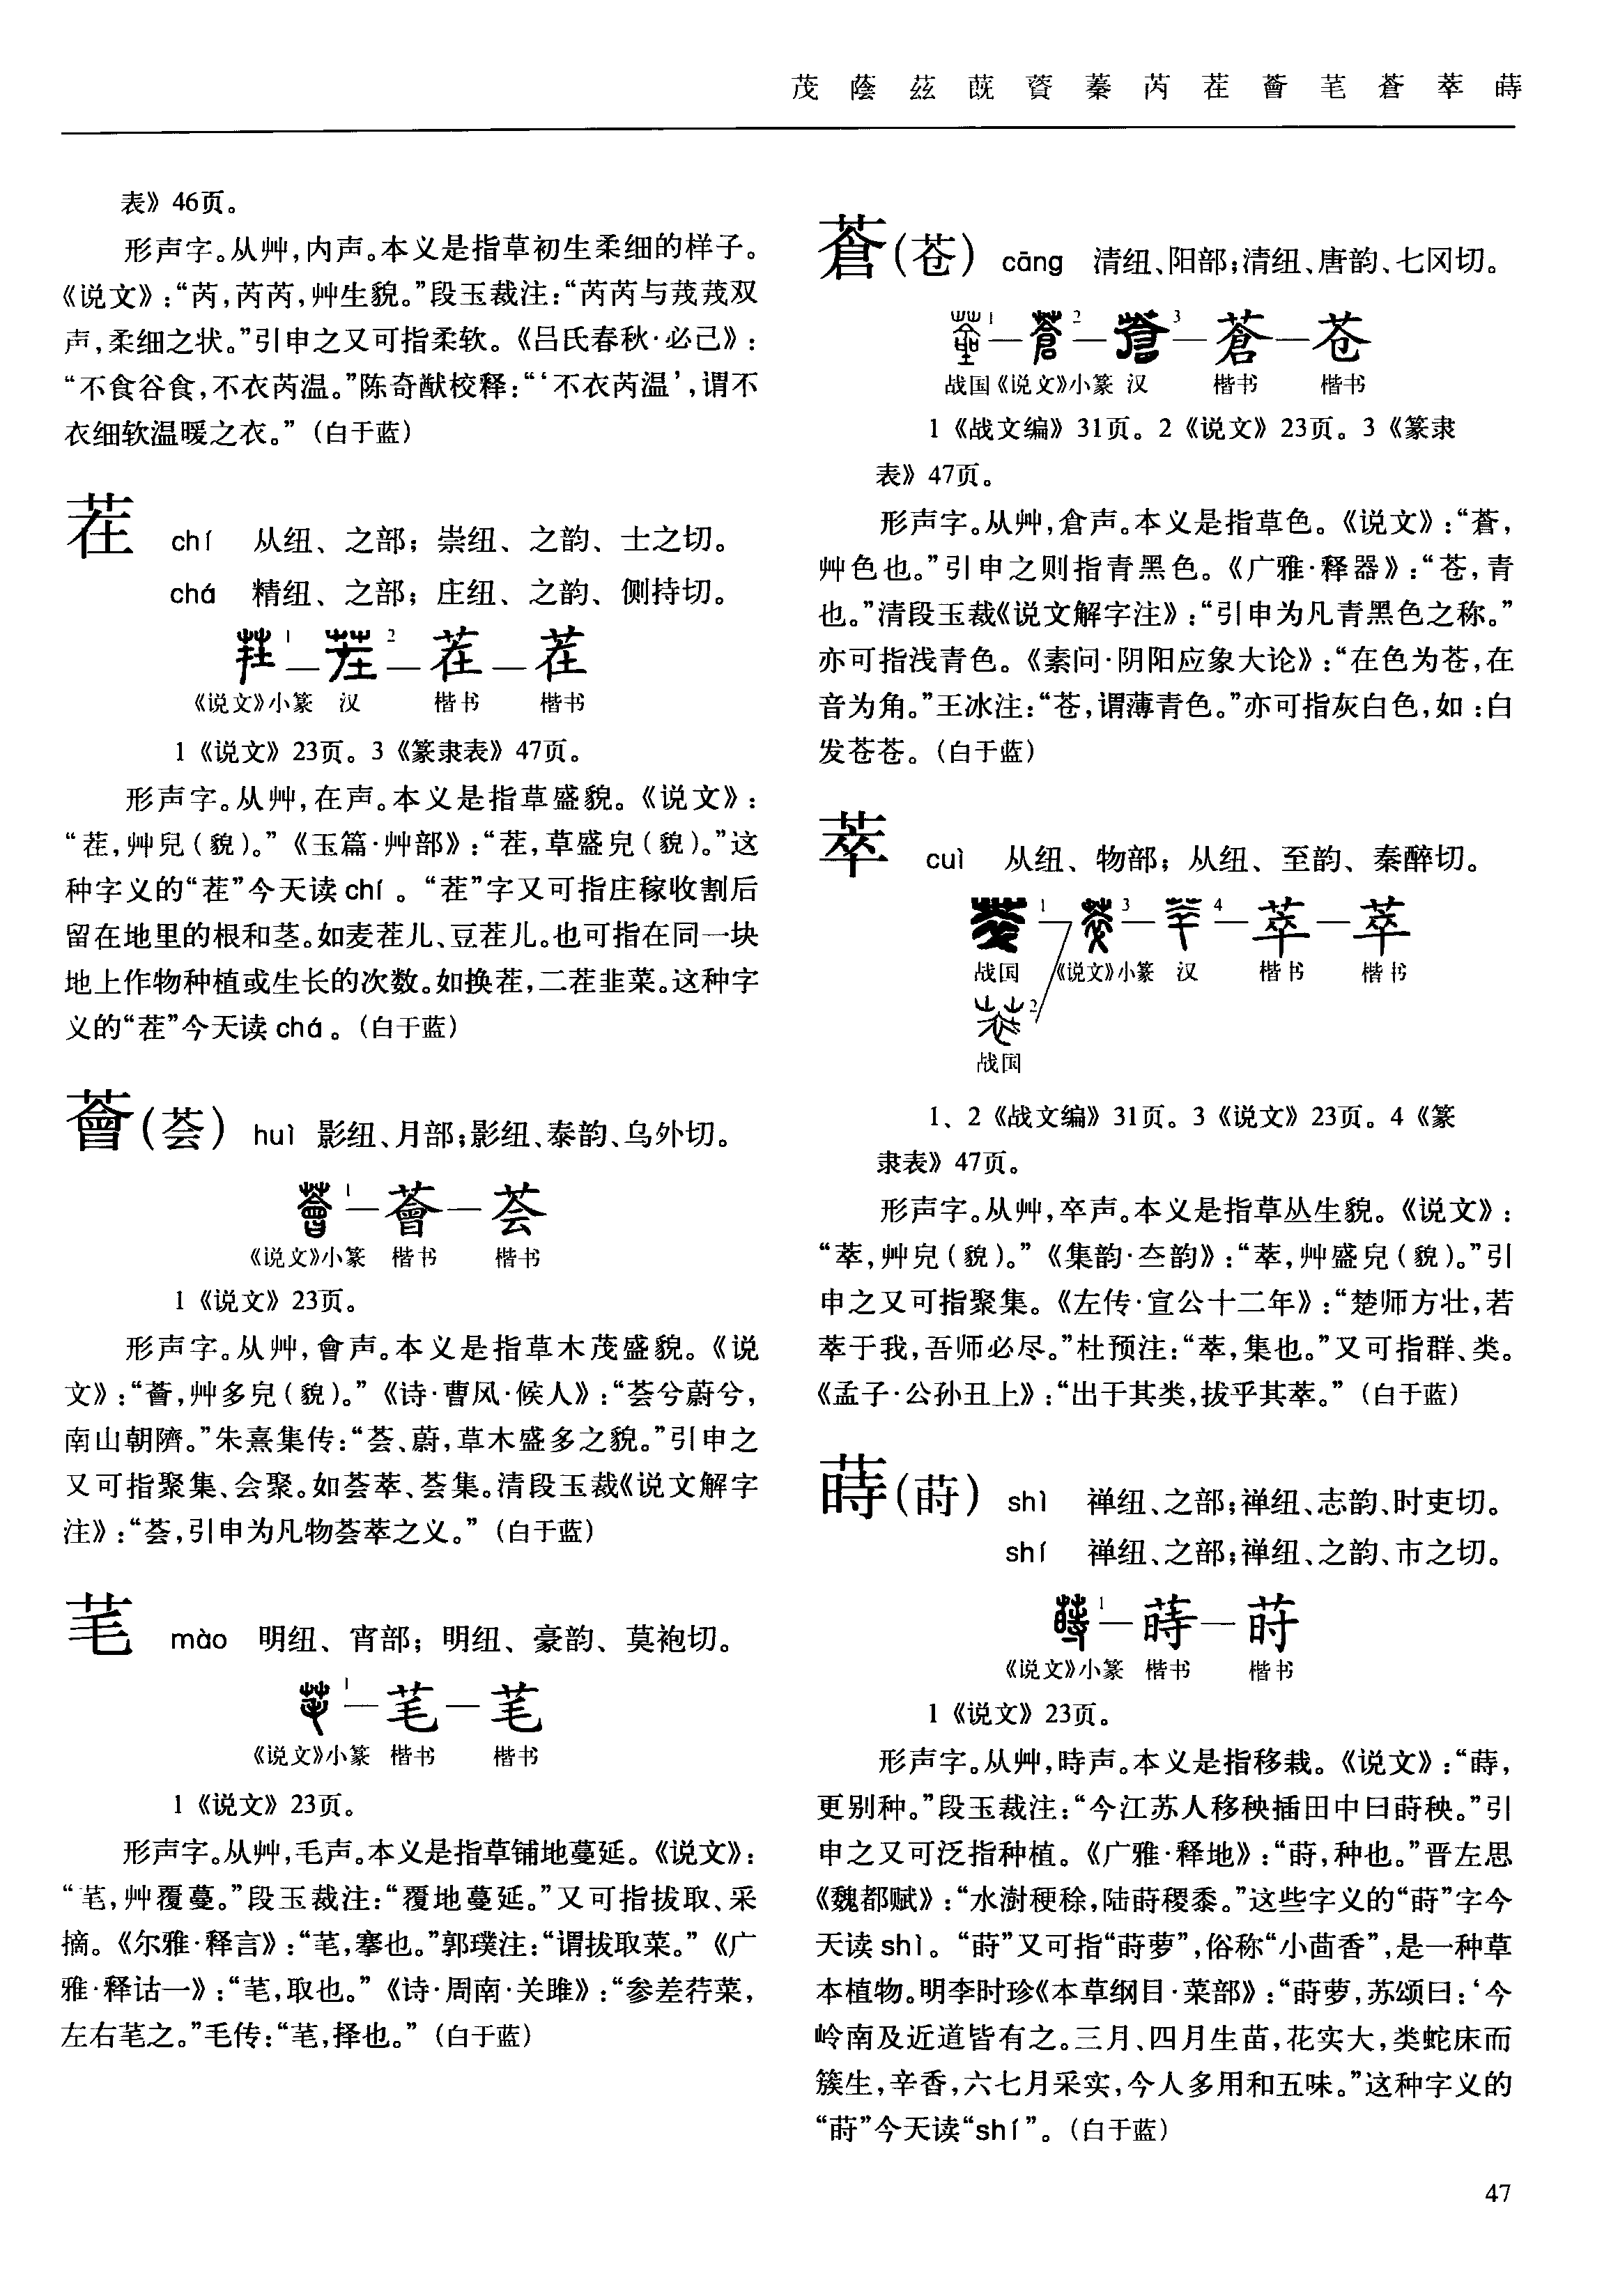 茂 蔭 茲 蔇 薋 蓁 芮 茬 薈 芼 蒼 萃 蒔
表》46页。
形声字。从艸,内声。本义是指草初生柔细的样子。
《说文》:“芮,芮芮,艸生貌。”段玉裁注:“芮芮与茙茙双
声,柔细之状。”引申之又可指柔软。《吕氏春秋·必己》:
“不食谷食,不衣芮温。”陈奇猷校释:“‘不衣芮温’,谓不
衣细软温暖之衣。”(白于蓝)
茬 chí 从纽、之部;崇纽、之韵、士之切。
chá 精纽、之部;庄纽、之韵、侧持切。
1 — 2 — 茬 — 茬
《说文》小篆 汉 楷书 楷书
1《说文》23页。3《篆隶表》47页。
形声字。从艸,在声。本义是指草盛貌。《说文》:
“茬,艸皃(貌)。”《玉篇·艸部》:“茬,草盛皃(貌)。”这
种字义的“茬”今天读 chí 。“茬”字又可指庄稼收割后
留在地里的根和茎。如麦茬儿、豆茬儿。也可指在同一块
地上作物种植或生长的次数。如换茬,二茬韭菜。这种字
义的“茬”今天读 chá 。(白于蓝)
薈(荟) huì 影纽、月部;影纽、泰韵、乌外切。
1 — 薈 — 荟
《说文》小篆 楷书 楷书
1《说文》23页。
形声字。从艸,會声。本义是指草木茂盛貌。《说
文》:“薈,艸多皃(貌)。”《诗·曹风·候人》:“荟兮蔚兮,
南山朝隮。”朱熹集传:“荟、蔚,草木盛多之貌。”引申之
又可指聚集、会聚。如荟萃、荟集。清段玉裁《说文解字
注》:“荟,引申为凡物荟萃之义。”(白于蓝)
芼 mào 明纽、宵部;明纽、豪韵、莫袍切。
1 — 芼 — 芼
《说文》小篆 楷书 楷书
1《说文》23页。
形声字。从艸,毛声。本义是指草铺地蔓延。《说文》:
“芼,艸覆蔓。”段玉裁注:“覆地蔓延。”又可指拔取、采
摘。《尔雅·释言》:“芼,搴也。”郭璞注:“谓拔取菜。”《广
雅·释诂一》:“芼,取也。”《诗·周南·关雎》:“参差荇菜,
左右芼之。”毛传:“芼,择也。”(白于蓝)
蒼(苍) cāng 清纽、阳部;清纽、唐韵、七冈切。
1 — 2 — 3 — 蒼 — 苍
战国《说文》小篆 汉 楷书 楷书
1《战文编》31页。2《说文》23页。3《篆隶
表》47页。
形声字。从艸,倉声。本义是指草色。《说文》:“蒼,
艸色也。”引申之则指青黑色。《广雅·释器》:“苍,青
也。”清段玉裁《说文解字注》:“引申为凡青黑色之称。”
亦可指浅青色。《素问·阴阳应象大论》:“在色为苍,在
音为角。”王冰注:“苍,谓薄青色。”亦可指灰白色,如:白
发苍苍。(白于蓝)
萃 cuì 从纽、物部;从纽、至韵、秦醉切。
1 — 3 — 4 — 萃 — 萃
战国 《说文》小篆 汉 楷书 楷书
2
战国
1、2《战文编》31页。3《说文》23页。4《篆
隶表》47页。
形声字。从艸,卒声。本义是指草丛生貌。《说文》:
“萃,艸皃(貌)。”《集韵·㚔韵》:“萃,艸盛皃(貌)。”引
申之又可指聚集。《左传·宣公十二年》:“楚师方壮,若
萃于我,吾师必尽。”杜预注:“萃,集也。”又可指群、类。
《孟子·公孙丑上》:“出于其类,拔乎其萃。”(白于蓝)
蒔(莳) shì 禅纽、之部;禅纽、志韵、时吏切。
shí 禅纽、之部;禅纽、之韵、市之切。
1 — 蒔 — 莳
《说文》小篆 楷书 楷书
1《说文》23页。
形声字。从艸,時声。本义是指移栽。《说文》:“蒔,
更别种。”段玉裁注:“今江苏人移秧插田中曰莳秧。”引
申之又可泛指种植。《广雅·释地》:“莳,种也。”晋左思
《魏都赋》:“水澍稉稌,陆莳稷黍。”这些字义的“莳”字今
天读 shì。“莳”又可指“莳萝”,俗称“小茴香”,是一种草
本植物。明李时珍《本草纲目·菜部》:“莳萝,苏颂曰:‘今
岭南及近道皆有之。三月、四月生苗,花实大,类蛇床而
簇生,辛香,六七月采实,今人多用和五味。”这种字义的
“莳”今天读“shí”。(白于蓝)
47